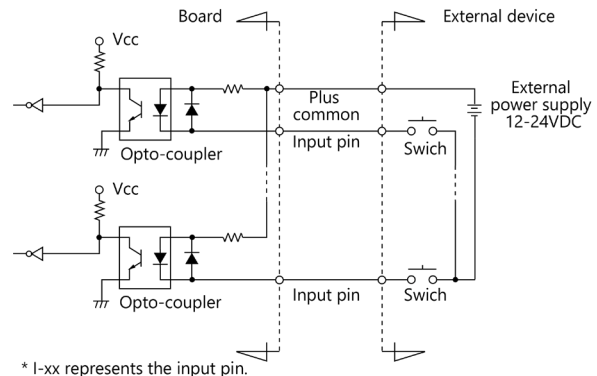 Board
External device
Vcc
Plus
common
External
power supply
12-24VDC
Input pin
Swich
Opto-coupler
Vcc
Input pin
Swich
Opto-coupler
* I-xx represents the input pin.